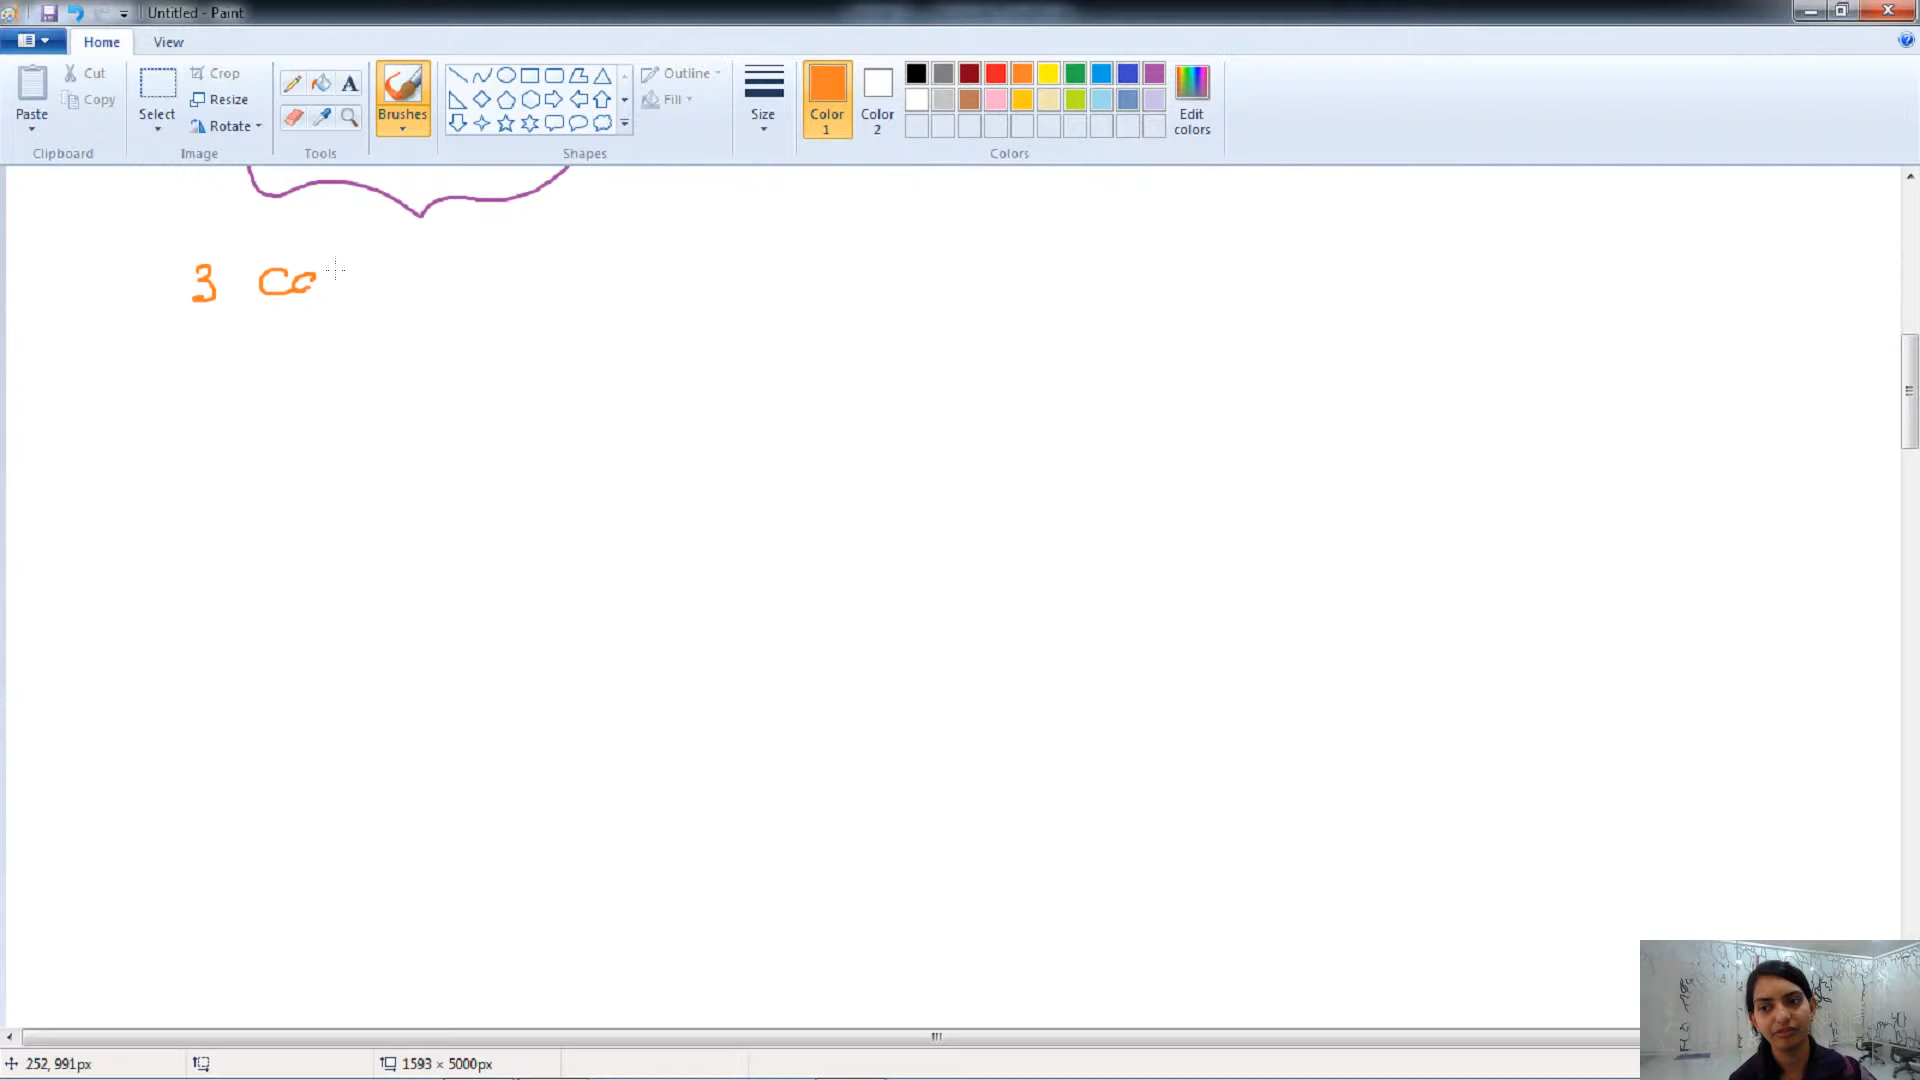 Untitled - Paint
Home View
Cut
Copy
Paste
Clipboard
Select
Crop
Resize
Rotate
Image
A
Tools
Brushes
Shapes
Outline
Fill
Size
Color 1
Color 2
Edit colors
Colors
3 Ca
252, 991px
1593 × 5000px